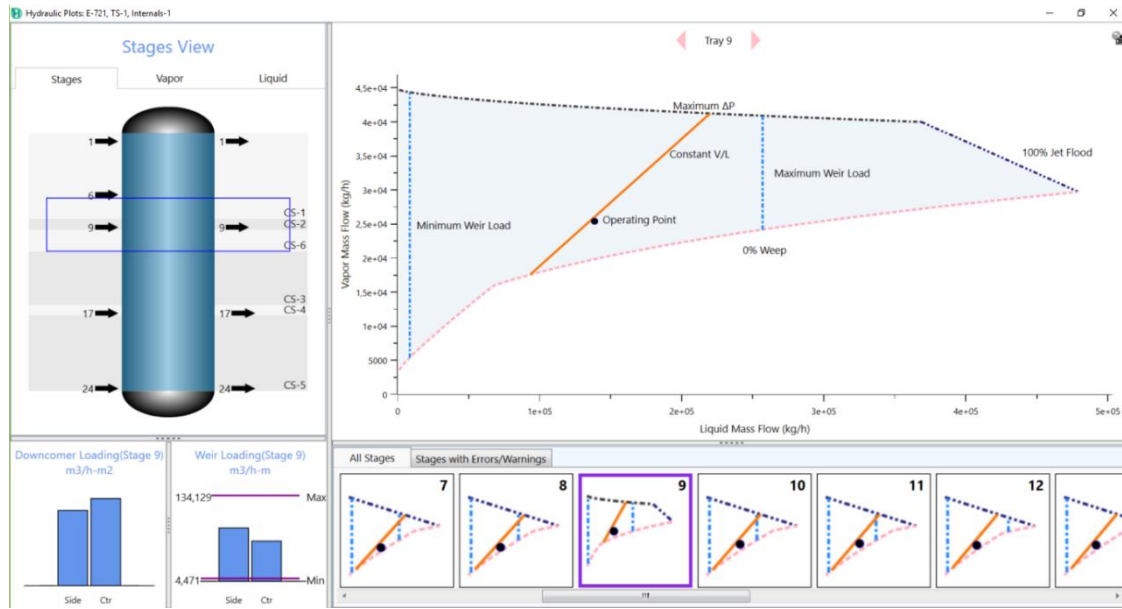 Hydraulic Plots: E-721, TS-1, Internals-1
Stages View
Stages Vapor Liquid
1 1
6
CS-1
CS-2
9 9
CS-6
CS-3
CS-4
17 17
24 24
CS-5
Tray 9
Vapor Mass Flow (kg/h)
4,5e+04
4e+04
3,5e+04
3e+04
2,5e+04
2e+04
1,5e+04
1e+04
5000
0
Maximum ΔP
Constant V/L
100% Jet Flood
Maximum Weir Load
Minimum Weir Load
Operating Point
0% Weep
0 1e+05 2e+05 3e+05 4e+05 5e+05
Liquid Mass Flow (kg/h)
Downcomer Loading(Stage 9)
m3/h-m2
Side Ctr
Weir Loading(Stage 9)
m3/h-m
134,129 Max
4,471 Min
Side Ctr
All Stages Stages with Errors/Warnings
7 8 9 10 11 12